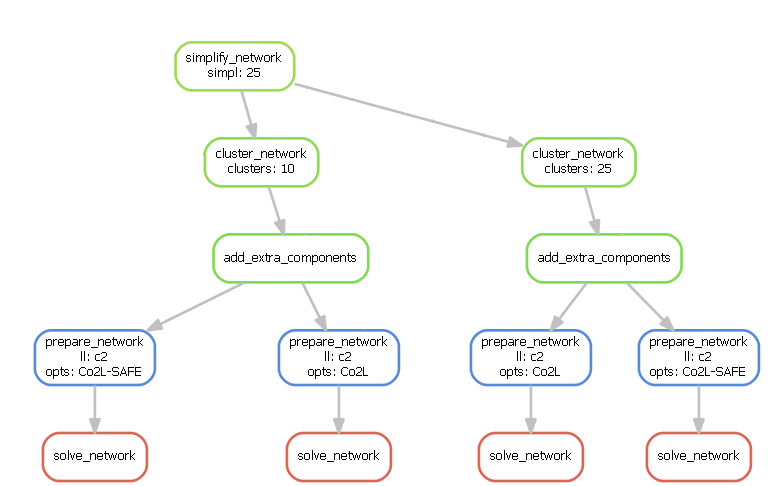 simplify_network
simpl: 25
cluster_network
clusters: 10
cluster_network
clusters: 25
add_extra_components
add_extra_components
prepare_network
ll: c2
opts: Co2L-SAFE
prepare_network
ll: c2
opts: Co2L
prepare_network
ll: c2
opts: Co2L
prepare_network
ll: c2
opts: Co2L-SAFE
solve_network
solve_network
solve_network
solve_network